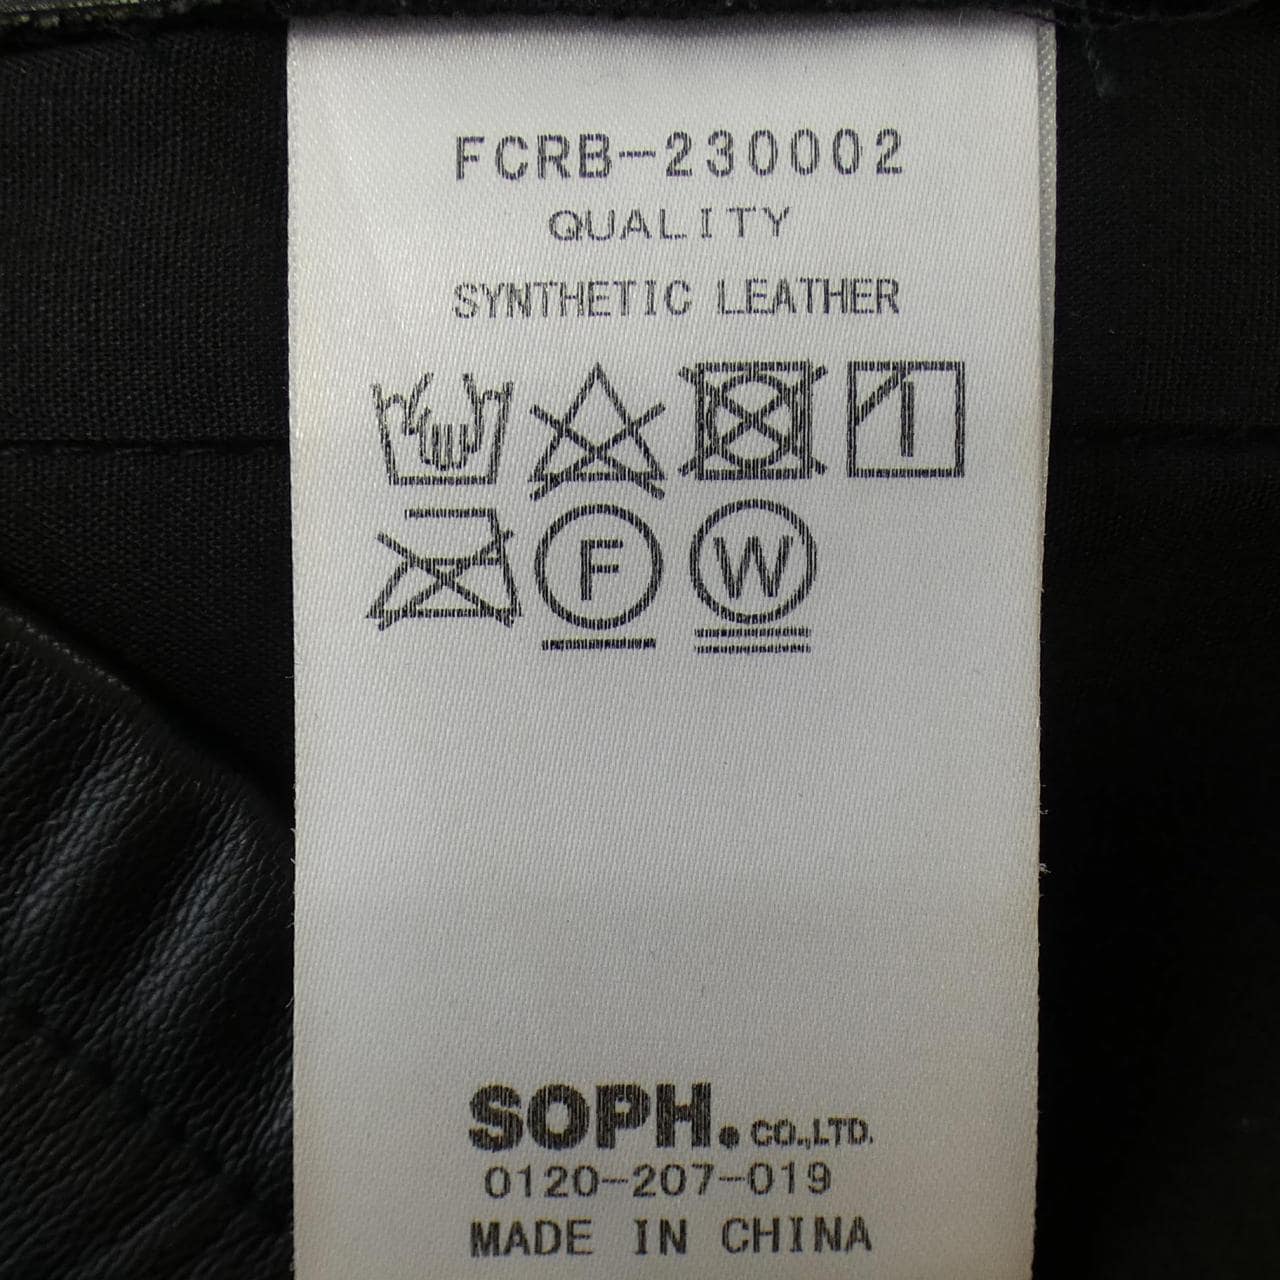 FCRB-230002
QUALITY
SYNTHETIC LEATHER
F W
SOPH. CO.,LTD.
0120-207-019
MADE IN CHINA